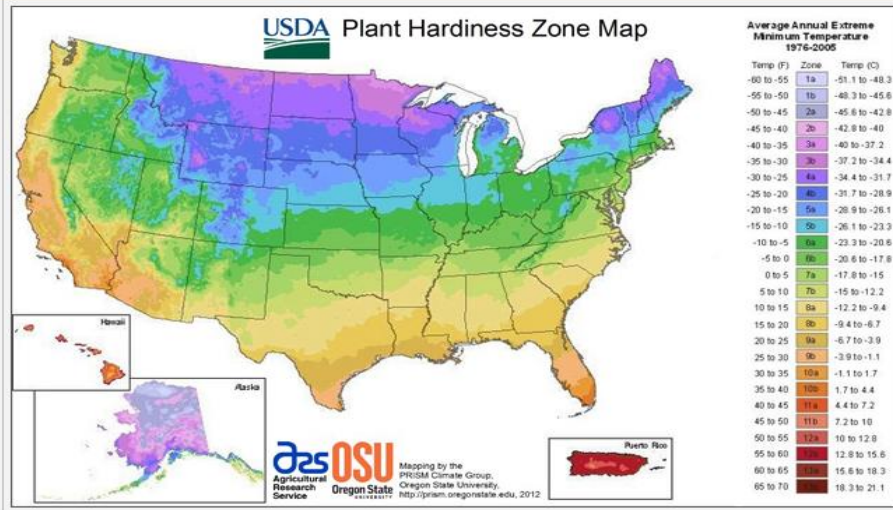 USDA Plant Hardiness Zone Map
Average Annual Extreme
Minimum Temperature
1976-2005
Temp (F) Zone Temp (C)
-60 to -55 1a -51.1 to -48.3
-55 to -50 1b -48.3 to -45.6
-50 to -45 2a -45.6 to -42.8
-45 to -40 2b -42.8 to -40
-40 to -35 3a -40 to -37.2
-35 to -30 3b -37.2 to -34.4
-30 to -25 4a -34.4 to -31.7
-25 to -20 4b -31.7 to -28.9
-20 to -15 5a -28.9 to -26.1
-15 to -10 5b -26.1 to -23.3
-10 to -5 6a -23.3 to -20.6
-5 to 0 6b -20.6 to -17.8
0 to 5 7a -17.8 to -15
5 to 10 7b -15 to -12.2
10 to 15 8a -12.2 to -9.4
15 to 20 8b -9.4 to -6.7
20 to 25 9a -6.7 to -3.9
25 to 30 9b -3.9 to -1.1
30 to 35 10a -1.1 to 1.7
35 to 40 10b 1.7 to 4.4
40 to 45 11a 4.4 to 7.2
45 to 50 11b 7.2 to 10
50 to 55 12a 10 to 12.8
55 to 60 12.8 to 15.6
60 to 65 13a 15.6 to 18.3
65 to 70 18.3 to 21.1
Hawaii
Alaska
Puerto Rico
ars
Agricultural
Research
Service
OSU
Oregon State
UNIVERSITY
Mapping by the
PRISM Climate Group,
Oregon State University,
http://prism.oregonstate.edu, 2012